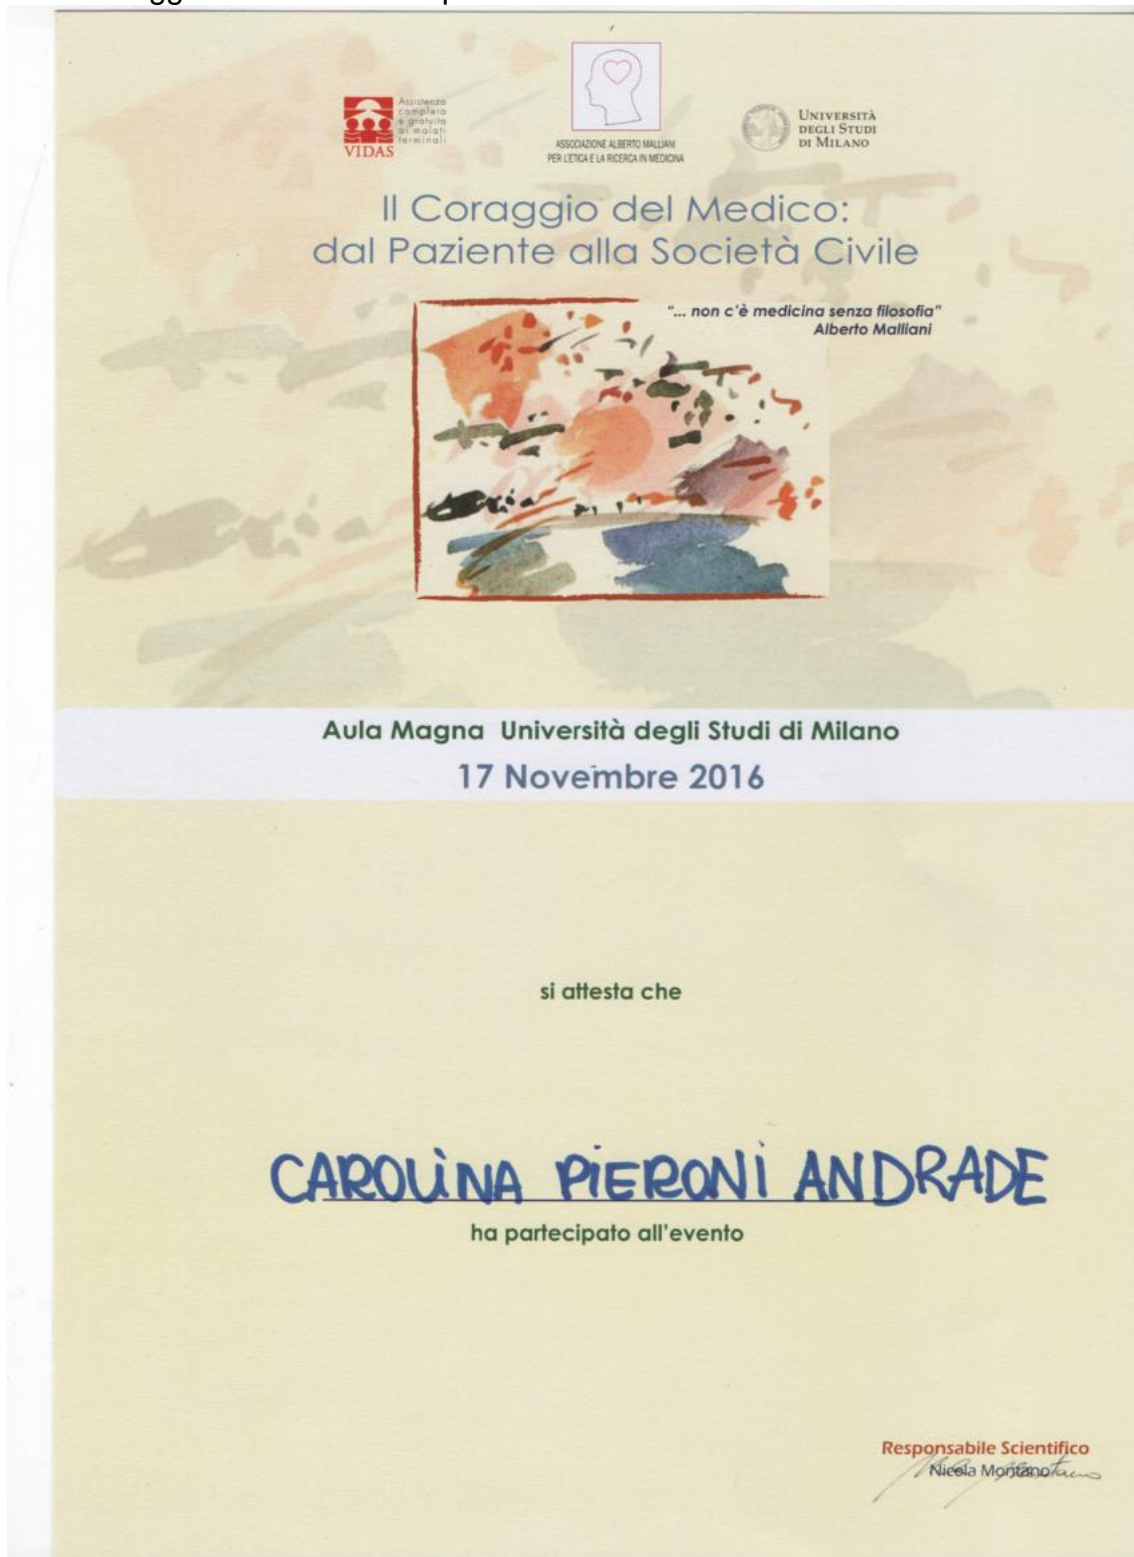 Assistenza
completa
e gratuita
ai malati
terminali
VIDAS
ASSOCIAZIONE ALBERTO MALLIANI
PER L'ETICA E LA RICERCA IN MEDICINA
UNIVERSITÀ
DEGLI STUDI
DI MILANO
Il Coraggio del Medico:
dal Paziente alla Società Civile
"... non c'è medicina senza filosofia"
Alberto Malliani
Aula Magna Università degli Studi di Milano
17 Novembre 2016
si attesta che
CAROLINA PIERONI ANDRADE
ha partecipato all'evento
Responsabile Scientifico
Nicola Montano